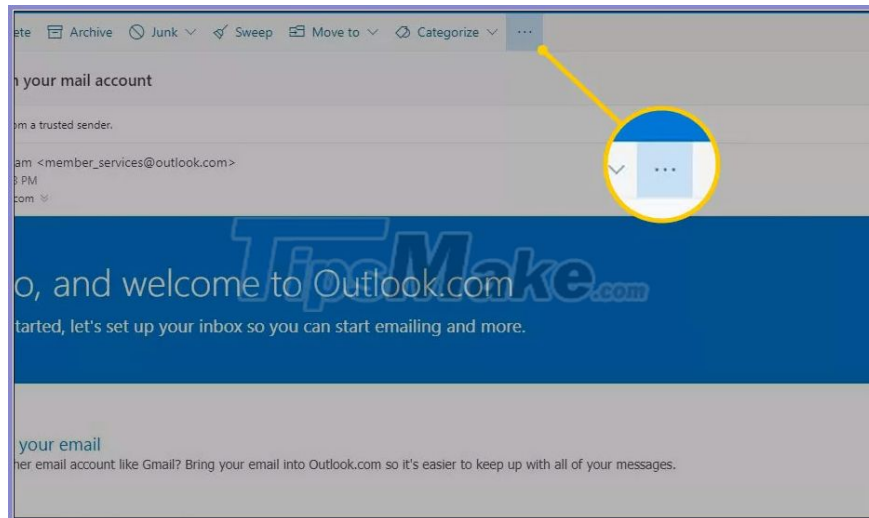 ete Archive Junk Sweep Move to Categorize ...
n your mail account
om a trusted sender.
am <member_services@outlook.com>
3 PM
com
...
TipsMake.com
o, and welcome to Outlook.com
tarted, let's set up your inbox so you can start emailing and more.
your email
her email account like Gmail? Bring your email into Outlook.com so it's easier to keep up with all of your messages.